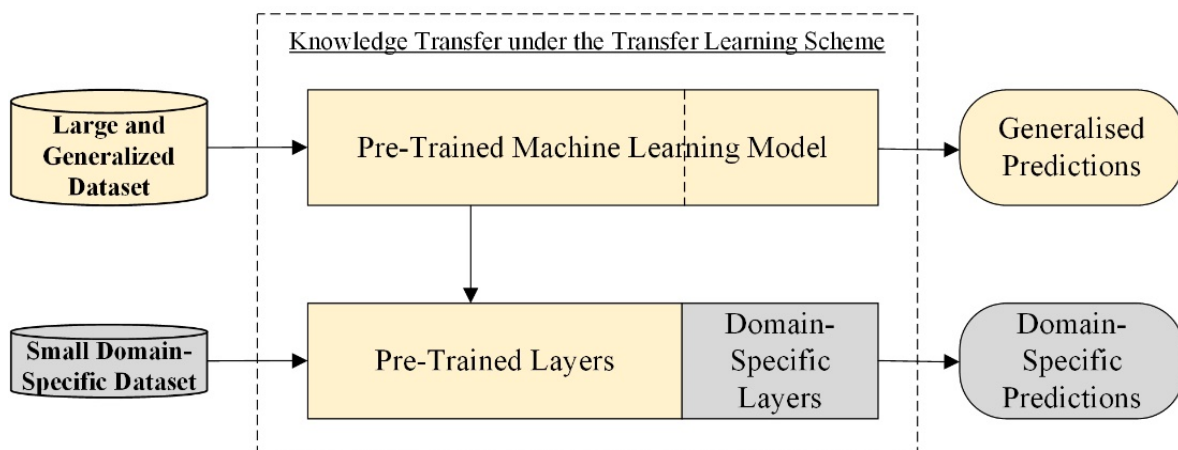 Knowledge Transfer under the Transfer Learning Scheme
Large and
Generalized
Dataset
Pre-Trained Machine Learning Model
Generalised
Predictions
Small Domain-
Specific Dataset
Pre-Trained Layers
Domain-
Specific
Layers
Domain-
Specific
Predictions